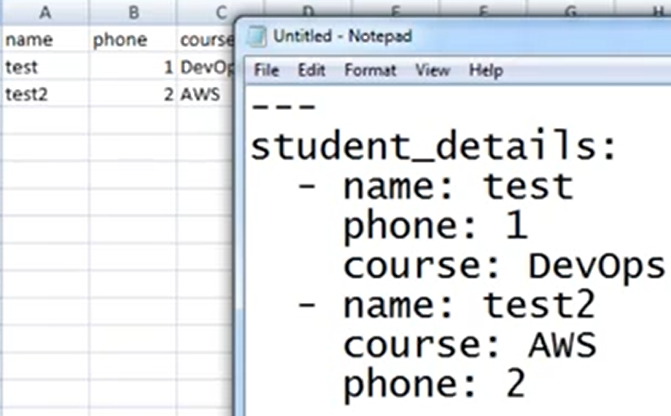 A B C
name phone course
test 1 DevOp
test2 2 AWS
Untitled - Notepad
File Edit Format View Help
---
student_details:
- name: test
phone: 1
course: DevOps
- name: test2
course: AWS
phone: 2